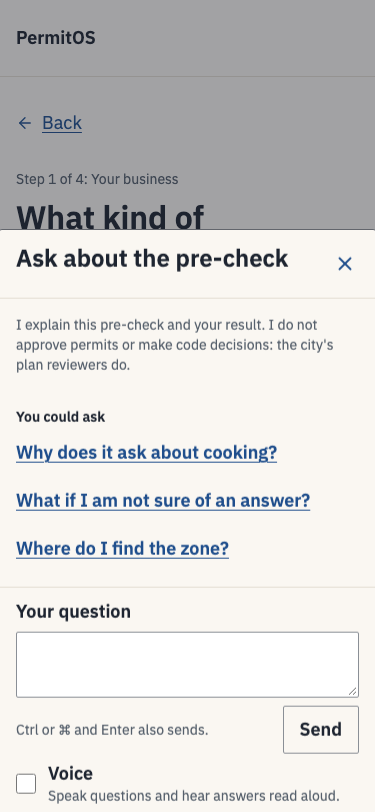 PermitOS
← Back
Step 1 of 4: Your business
What kind of
Ask about the pre-check
I explain this pre-check and your result. I do not
approve permits or make code decisions: the city's
plan reviewers do.
You could ask
Why does it ask about cooking?
What if I am not sure of an answer?
Where do I find the zone?
Your question
Ctrl or ⌘ and Enter also sends.
Send
Voice
Speak questions and hear answers read aloud.